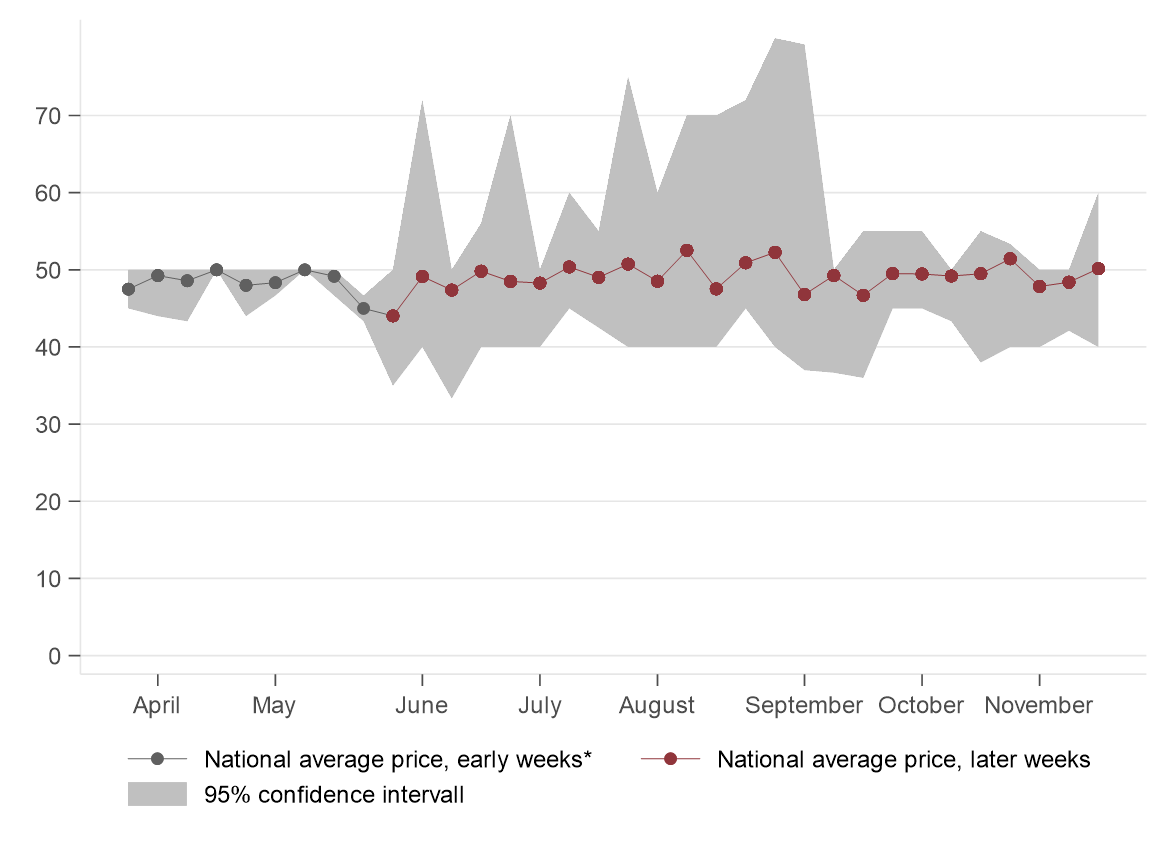 70
60
50
40
30
20
10
0
April May June July August September October November
National average price, early weeks* National average price, later weeks
95% confidence intervall